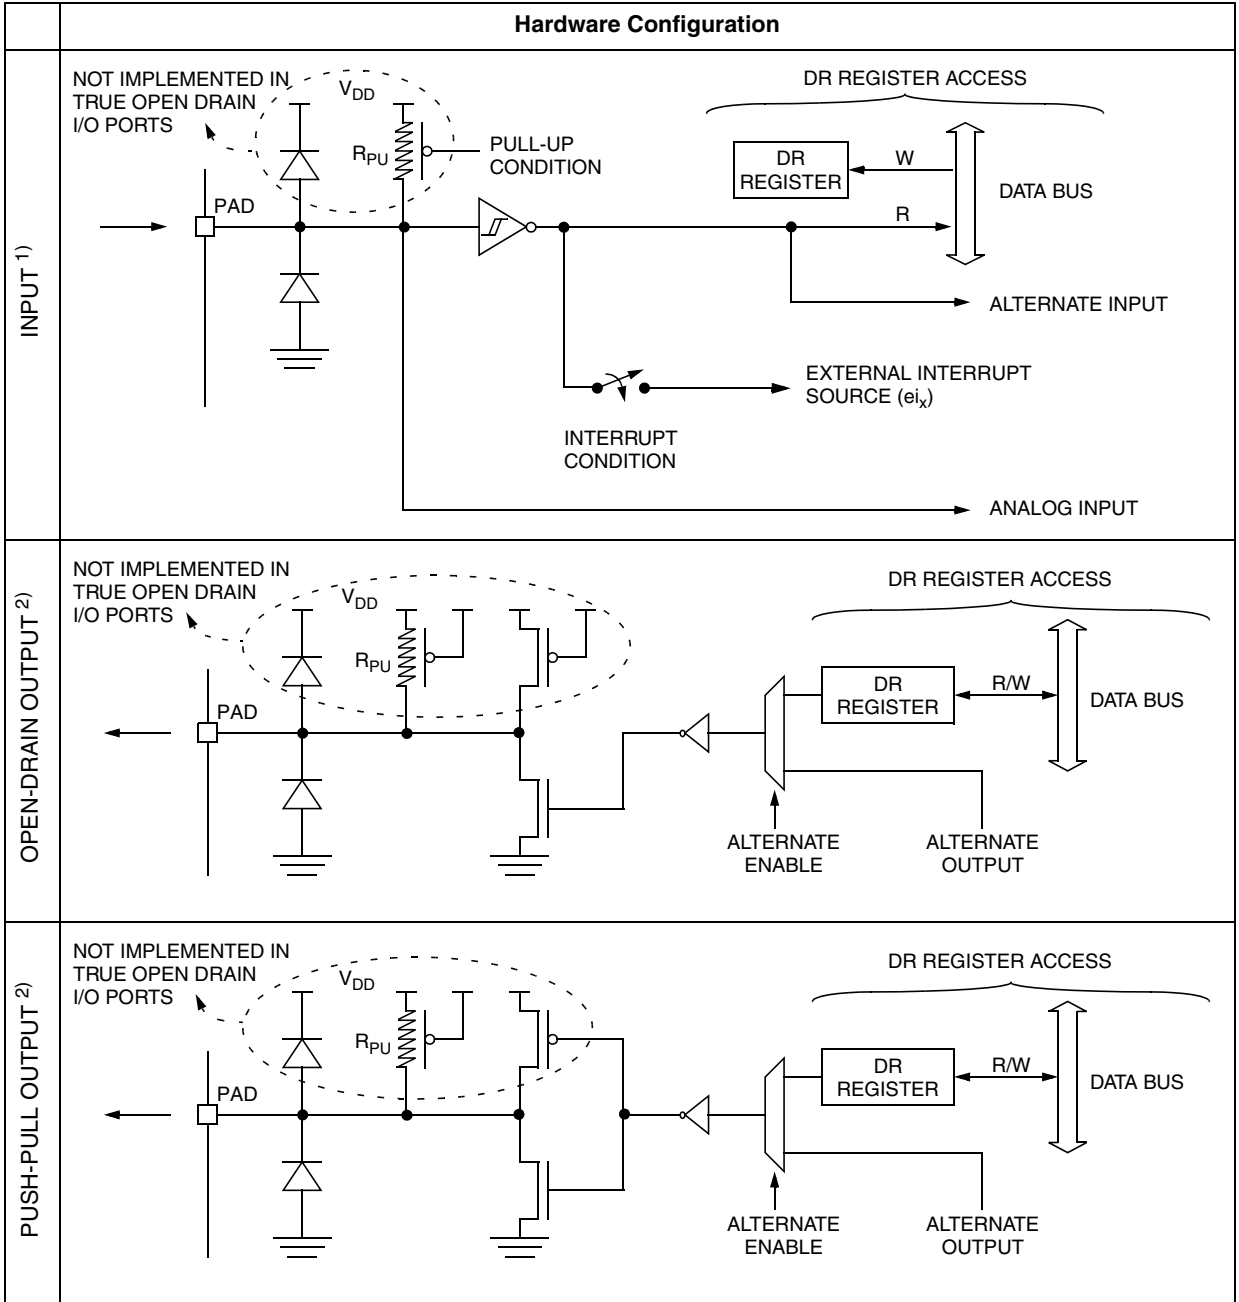 Hardware Configuration
INPUT 1)
NOT IMPLEMENTED IN
TRUE OPEN DRAIN
I/O PORTS
VDD
RPU
PULL-UP
CONDITION
PAD
DR REGISTER ACCESS
DR
REGISTER
W
R
DATA BUS
ALTERNATE INPUT
EXTERNAL INTERRUPT
SOURCE (eix)
INTERRUPT
CONDITION
ANALOG INPUT
OPEN-DRAIN OUTPUT 2)
NOT IMPLEMENTED IN
TRUE OPEN DRAIN
I/O PORTS
VDD
RPU
PAD
DR REGISTER ACCESS
DR
REGISTER
R/W
DATA BUS
ALTERNATE
ENABLE
ALTERNATE
OUTPUT
PUSH-PULL OUTPUT 2)
NOT IMPLEMENTED IN
TRUE OPEN DRAIN
I/O PORTS
VDD
RPU
PAD
DR REGISTER ACCESS
DR
REGISTER
R/W
DATA BUS
ALTERNATE
ENABLE
ALTERNATE
OUTPUT